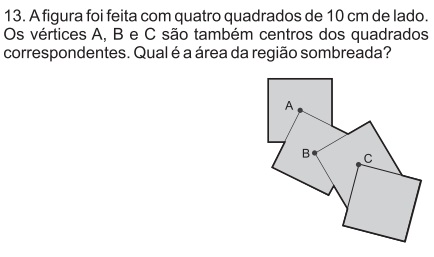 13. A figura foi feita com quatro quadrados de 10 cm de lado.
Os vértices A, B e C são também centros dos quadrados
correspondentes. Qual é a área da região sombreada?
A
B
C